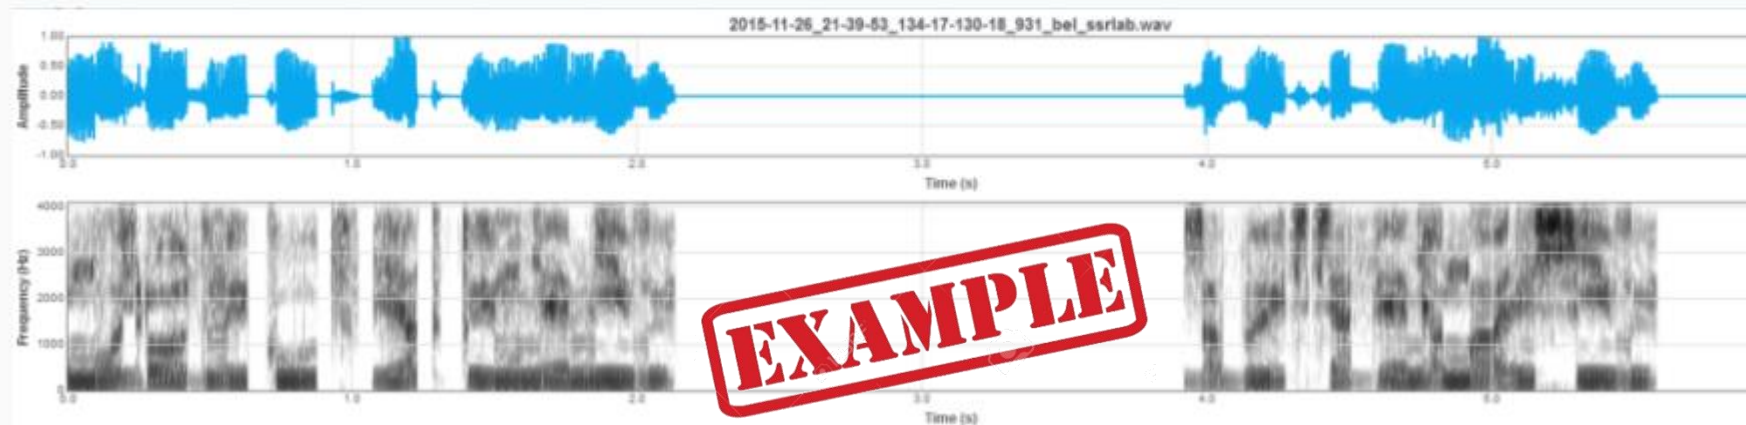 2015-11-26_21-39-53_134-17-130-18_931_bel_ssrlab.wav
1.00
0.50
0.00
-0.50
-1.00
Amplitude
0.0 1.0 2.0 3.0 4.0 5.0
Time (s)
4000
3000
2000
1000
0
Frequency (Hz)
EXAMPLE
0.0 1.0 2.0 3.0 4.0 5.0
Time (s)